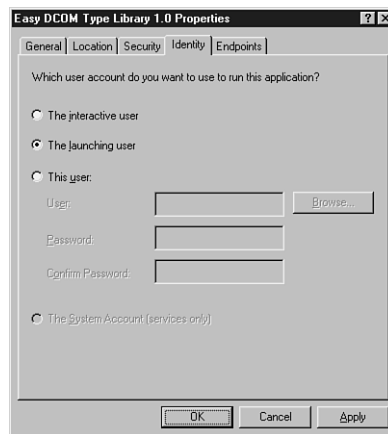 Easy DCOM Type Library 1.0 Properties
General Location Security Identity Endpoints
Which user account do you want to use to run this application?
The interactive user
The launching user
This user:
User:
Browse...
Password:
Confirm Password:
The System Account (services only)
OK Cancel Apply